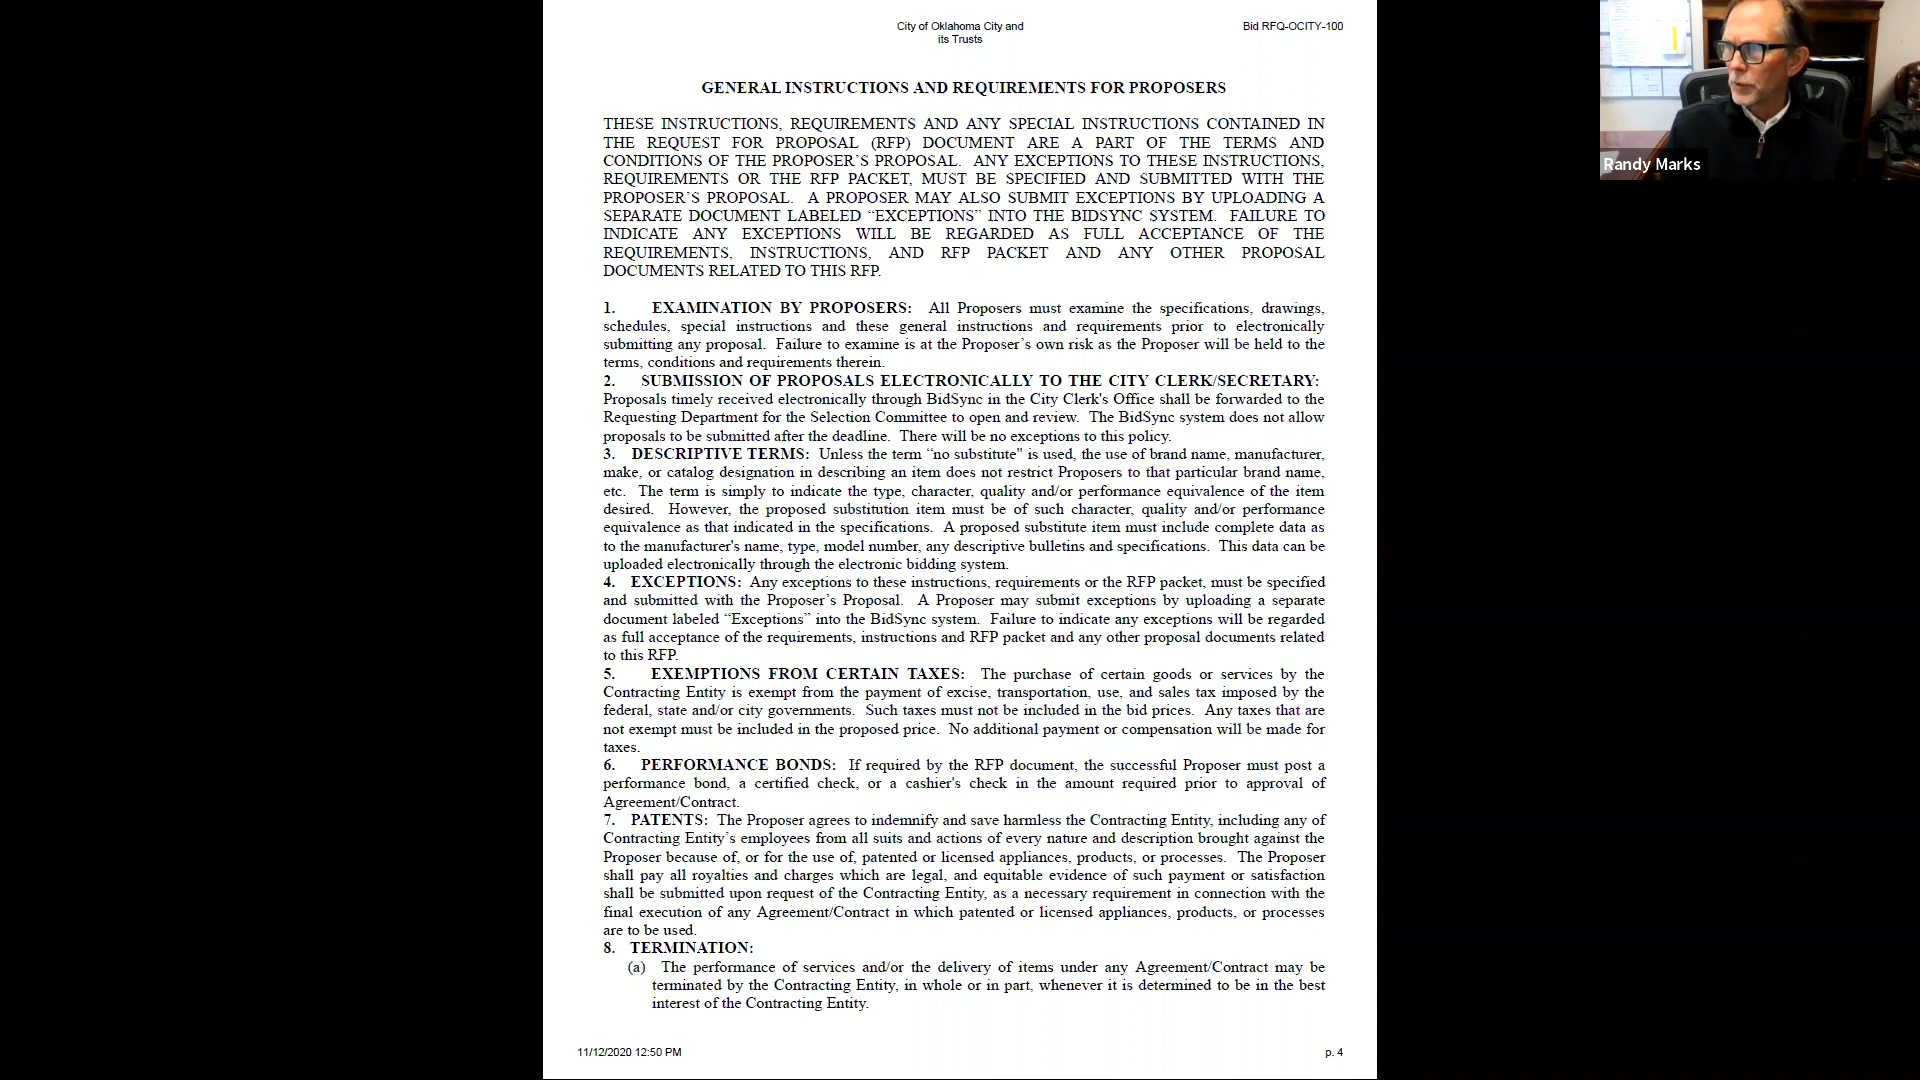 City of Oklahoma City and
its Trusts
Bid RFQ-OCITY-100
GENERAL INSTRUCTIONS AND REQUIREMENTS FOR PROPOSERS
THESE INSTRUCTIONS, REQUIREMENTS AND ANY SPECIAL INSTRUCTIONS CONTAINED IN
THE REQUEST FOR PROPOSAL (RFP) DOCUMENT ARE A PART OF THE TERMS AND
CONDITIONS OF THE PROPOSER'S PROPOSAL. ANY EXCEPTIONS TO THESE INSTRUCTIONS,
REQUIREMENTS OR THE RFP PACKET, MUST BE SPECIFIED AND SUBMITTED WITH THE
PROPOSER'S PROPOSAL. A PROPOSER MAY ALSO SUBMIT EXCEPTIONS BY UPLOADING A
SEPARATE DOCUMENT LABELED “EXCEPTIONS” INTO THE BIDSYNC SYSTEM. FAILURE TO
INDICATE ANY EXCEPTIONS WILL BE REGARDED AS FULL ACCEPTANCE OF THE
REQUIREMENTS, INSTRUCTIONS, AND RFP PACKET AND ANY OTHER PROPOSAL
DOCUMENTS RELATED TO THIS RFP.
1. EXAMINATION BY PROPOSERS: All Proposers must examine the specifications, drawings,
schedules, special instructions and these general instructions and requirements prior to electronically
submitting any proposal. Failure to examine is at the Proposer's own risk as the Proposer will be held to the
terms, conditions and requirements therein.
2. SUBMISSION OF PROPOSALS ELECTRONICALLY TO THE CITY CLERK/SECRETARY:
Proposals timely received electronically through BidSync in the City Clerk's Office shall be forwarded to the
Requesting Department for the Selection Committee to open and review. The BidSync system does not allow
proposals to be submitted after the deadline. There will be no exceptions to this policy.
3. DESCRIPTIVE TERMS: Unless the term “no substitute" is used, the use of brand name, manufacturer,
make, or catalog designation in describing an item does not restrict Proposers to that particular brand name,
etc. The term is simply to indicate the type, character, quality and/or performance equivalence of the item
desired. However, the proposed substitution item must be of such character, quality and/or performance
equivalence as that indicated in the specifications. A proposed substitute item must include complete data as
to the manufacturer's name, type, model number, any descriptive bulletins and specifications. This data can be
uploaded electronically through the electronic bidding system.
4. EXCEPTIONS: Any exceptions to these instructions, requirements or the RFP packet, must be specified
and submitted with the Proposer's Proposal. A Proposer may submit exceptions by uploading a separate
document labeled “Exceptions” into the BidSync system. Failure to indicate any exceptions will be regarded
as full acceptance of the requirements, instructions and RFP packet and any other proposal documents related
to this RFP.
5. EXEMPTIONS FROM CERTAIN TAXES: The purchase of certain goods or services by the
Contracting Entity is exempt from the payment of excise, transportation, use, and sales tax imposed by the
federal, state and/or city governments. Such taxes must not be included in the bid prices. Any taxes that are
not exempt must be included in the proposed price. No additional payment or compensation will be made for
taxes.
6. PERFORMANCE BONDS: If required by the RFP document, the successful Proposer must post a
performance bond, a certified check, or a cashier's check in the amount required prior to approval of
Agreement/Contract.
7. PATENTS: The Proposer agrees to indemnify and save harmless the Contracting Entity, including any of
Contracting Entity's employees from all suits and actions of every nature and description brought against the
Proposer because of, or for the use of, patented or licensed appliances, products, or processes. The Proposer
shall pay all royalties and charges which are legal, and equitable evidence of such payment or satisfaction
shall be submitted upon request of the Contracting Entity, as a necessary requirement in connection with the
final execution of any Agreement/Contract in which patented or licensed appliances, products, or processes
are to be used.
8. TERMINATION:
(a) The performance of services and/or the delivery of items under any Agreement/Contract may be
terminated by the Contracting Entity, in whole or in part, whenever it is determined to be in the best
interest of the Contracting Entity.
11/12/2020 12:50 PM
p. 4
Randy Marks